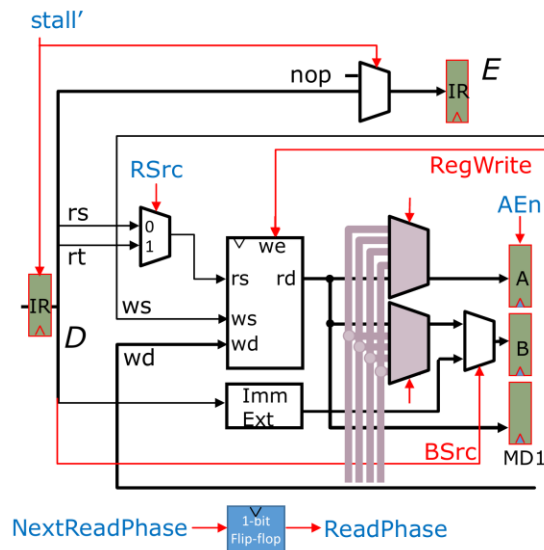 stall’
nop
E
IR
RegWrite
RSrc
AEn
rs
0
we
rt
1
rs
rd
A
IR
ws
ws
D
wd
wd
B
Imm
Ext
BSrc
MD1
NextReadPhase
1-bit
Flip-flop
ReadPhase